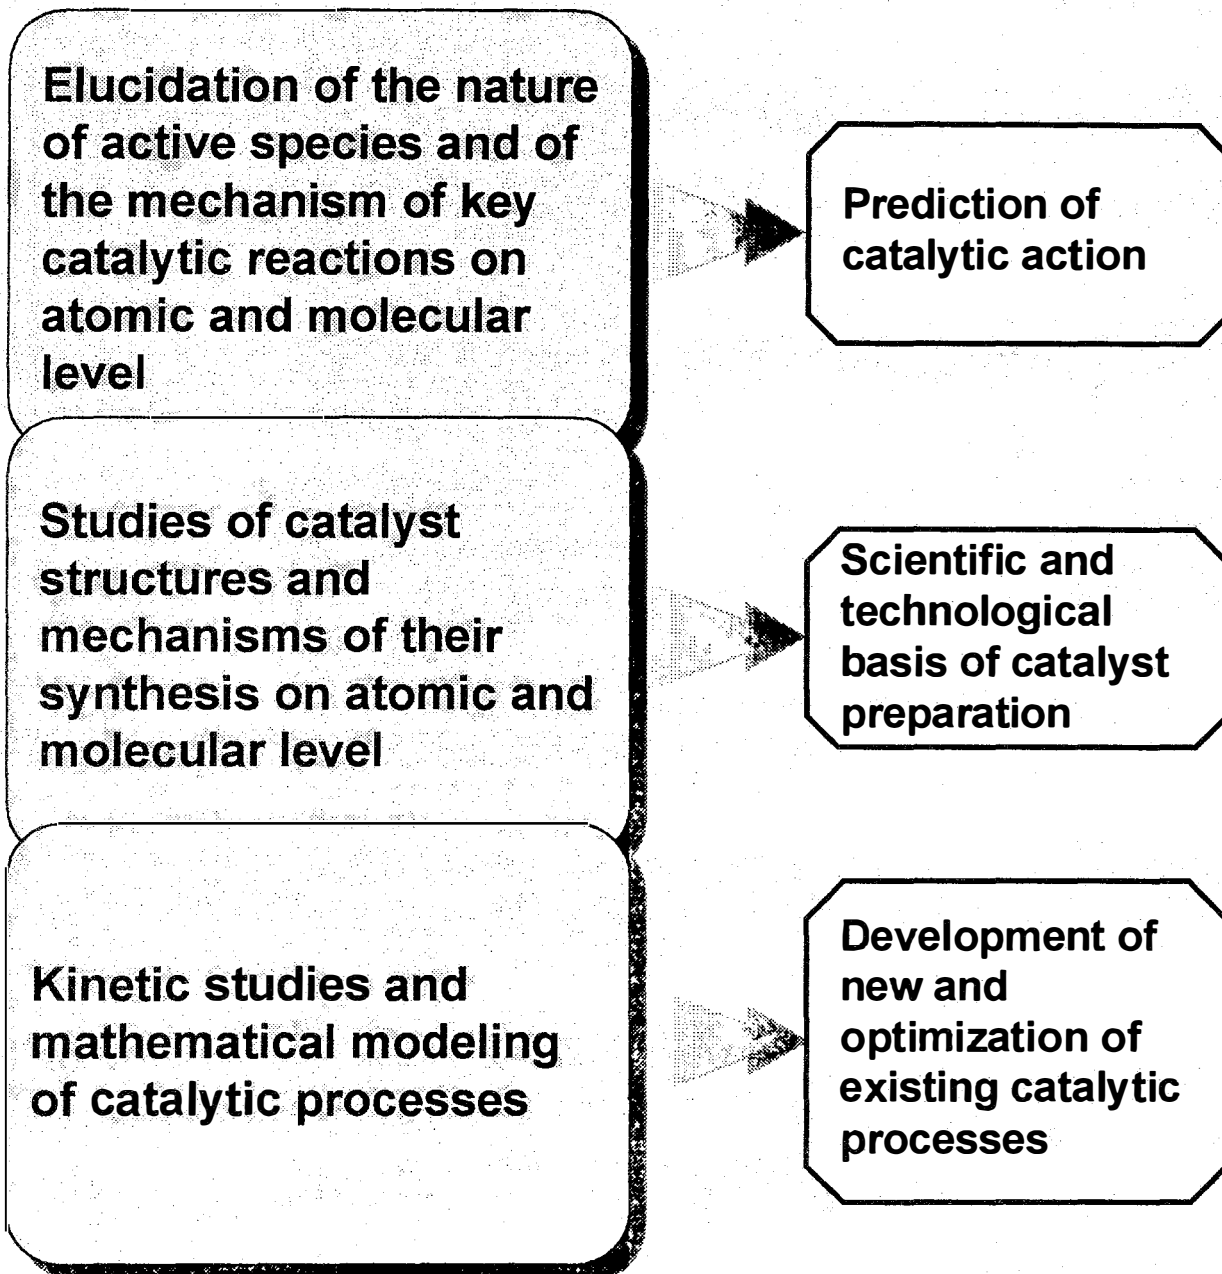 Elucidation of the nature
of active species and of
the mechanism of key
catalytic reactions on
atomic and molecular
level
Prediction of
catalytic action
Studies of catalyst
structures and
mechanisms of their
synthesis on atomic and
molecular level
Scientific and
technological
basis of catalyst
preparation
Kinetic studies and
mathematical modeling
of catalytic processes
Development of
new and
optimization of
existing catalytic
processes